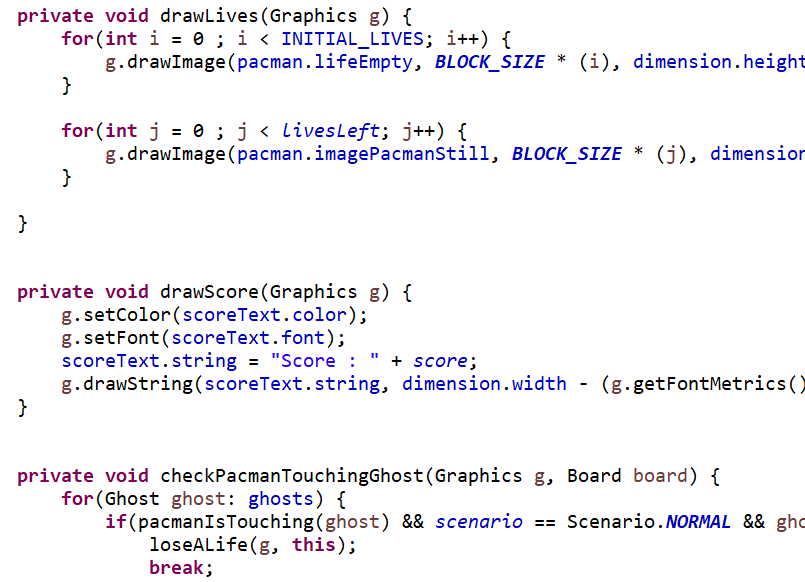 private void drawLives(Graphics g) {
    for(int i = 0 ; i < INITIAL_LIVES; i++) {
        g.drawImage(pacman.lifeEmpty, BLOCK_SIZE * (i), dimension.height
    }

    for(int j = 0 ; j < livesLeft; j++) {
        g.drawImage(pacman.imagePacmanStill, BLOCK_SIZE * (j), dimension
    }

}


private void drawScore(Graphics g) {
    g.setColor(scoreText.color);
    g.setFont(scoreText.font);
    scoreText.string = "Score : " + score;
    g.drawString(scoreText.string, dimension.width - (g.getFontMetrics()
}


private void checkPacmanTouchingGhost(Graphics g, Board board) {
    for(Ghost ghost: ghosts) {
        if(pacmanIsTouching(ghost) && scenario == Scenario.NORMAL && gho
            loseALife(g, this);
            break;